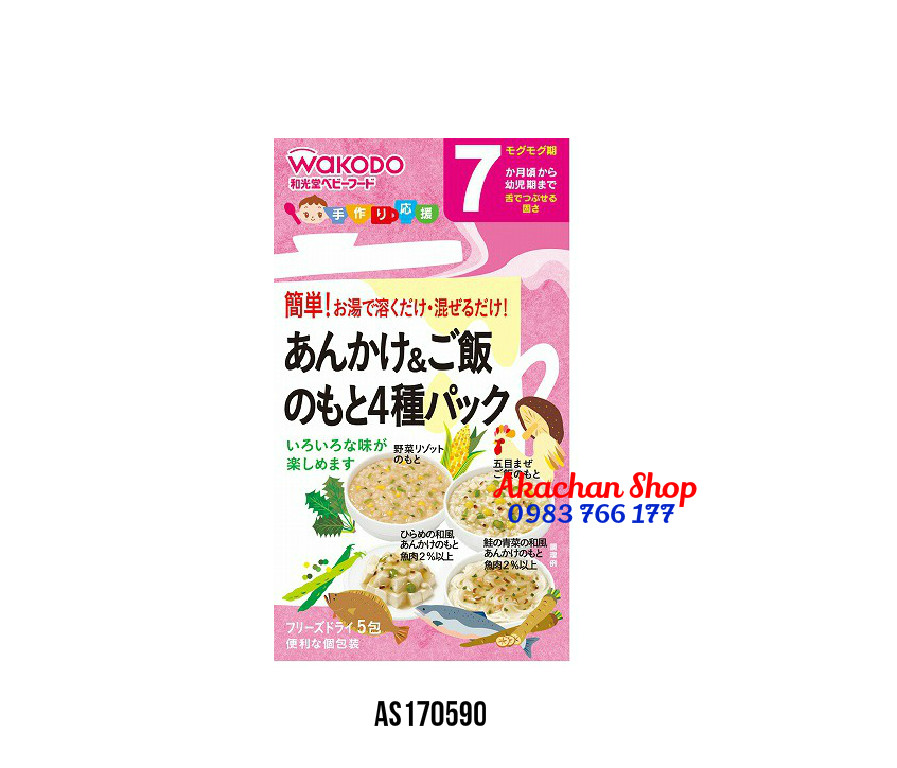 WAKODO
和光堂ベビーフード
手作り応援
7
モグモグ期
か月頃から
幼児期まで
舌でつぶせる
固さ
簡単!お湯で溶くだけ・混ぜるだけ!
あんかけ&ご飯
のもと4種パック
いろいろな味が
楽しめます
野菜リゾット
のもと
五目まぜ
ご飯のもと
Akachan Shop
0983 766 177
ひらめの和風
あんかけのもと
魚肉2%以上
鮭の青菜の和風
あんかけのもと
魚肉2%以上
調理例
フリーズドライ5包
便利な個包装
AS170590